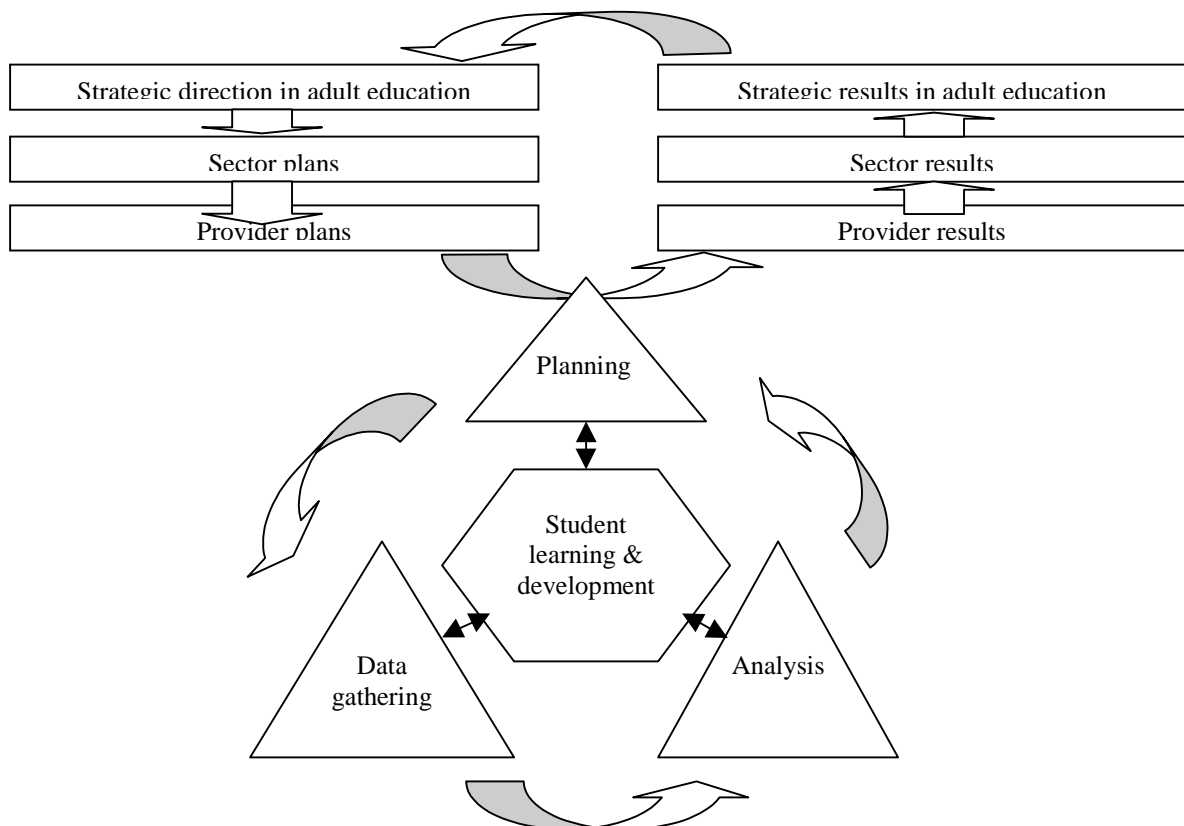 Strategic direction in adult education
Strategic results in adult education
Sector plans
Sector results
Provider plans
Provider results
Planning
Student
learning &
development
Data
gathering
Analysis